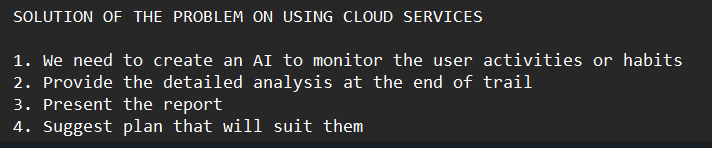 SOLUTION OF THE PROBLEM ON USING CLOUD SERVICES
1. We need to create an AI to monitor the user activities or habits
2. Provide the detailed analysis at the end of trail
3. Present the report
4. Suggest plan that will suit them